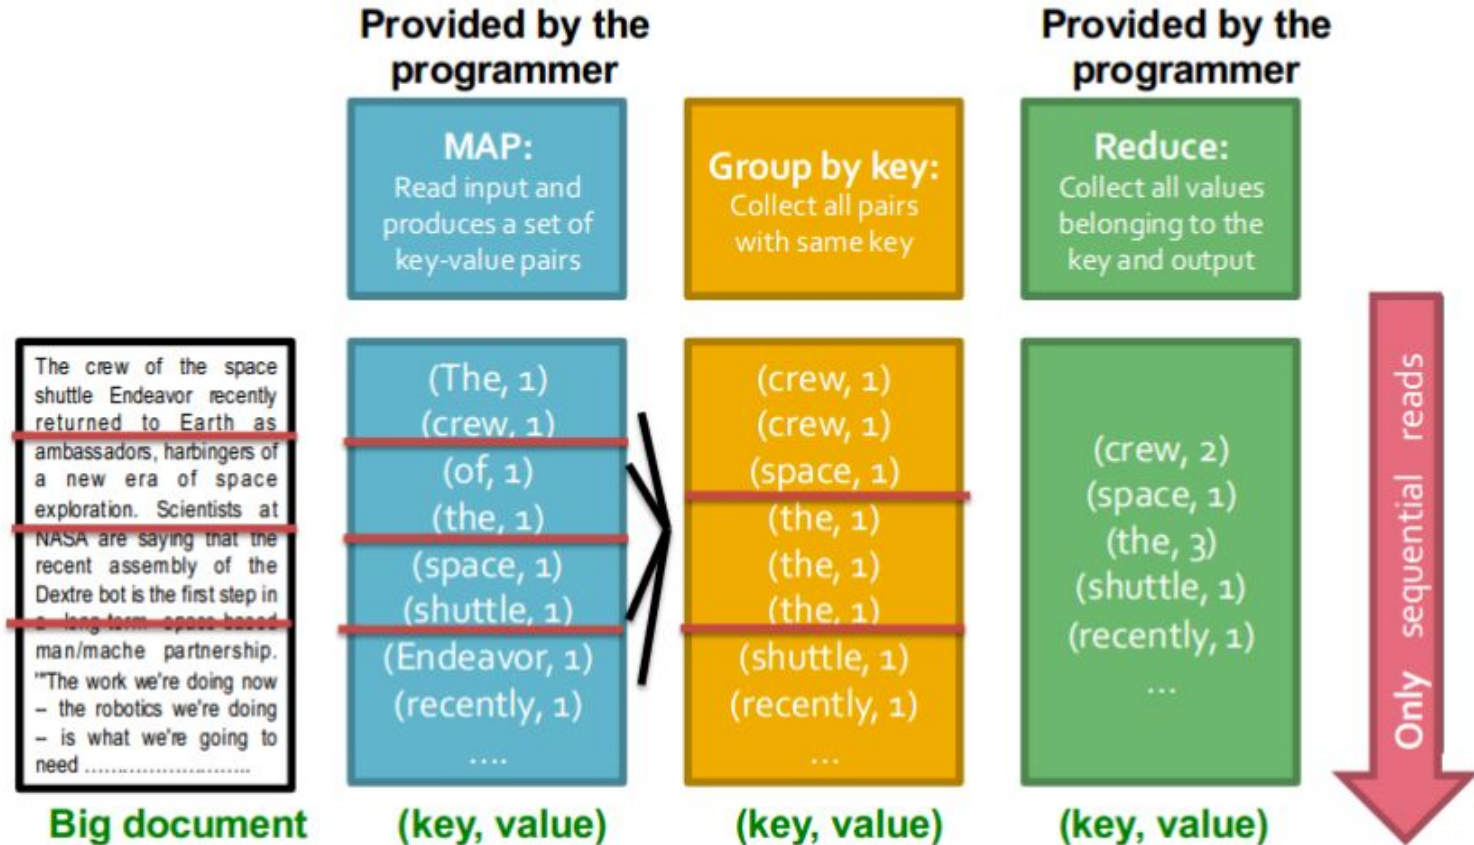 Provided by the
programmer
Provided by the
programmer
MAP:
Read input and
produces a set of
key-value pairs
Group by key:
Collect all pairs
with same key
Reduce:
Collect all values
belonging to the
key and output
The crew of the space
shuttle Endeavor recently
returned to Earth as
ambassadors, harbingers of
a new era of space
exploration. Scientists at
NASA are saying that the
recent assembly of the
Dextre bot is the first step in
a long-term space-based
man/mache partnership.
'"The work we're doing now
– the robotics we're doing
– is what we're going to
need ..........................
Big document
(The, 1)
(crew, 1)
(of, 1)
(the, 1)
(space, 1)
(shuttle, 1)
(Endeavor, 1)
(recently, 1)
....
(key, value)
(crew, 1)
(crew, 1)
(space, 1)
(the, 1)
(the, 1)
(the, 1)
(shuttle, 1)
(recently, 1)
...
(key, value)
(crew, 2)
(space, 1)
(the, 3)
(shuttle, 1)
(recently, 1)
...
(key, value)
Only sequential reads